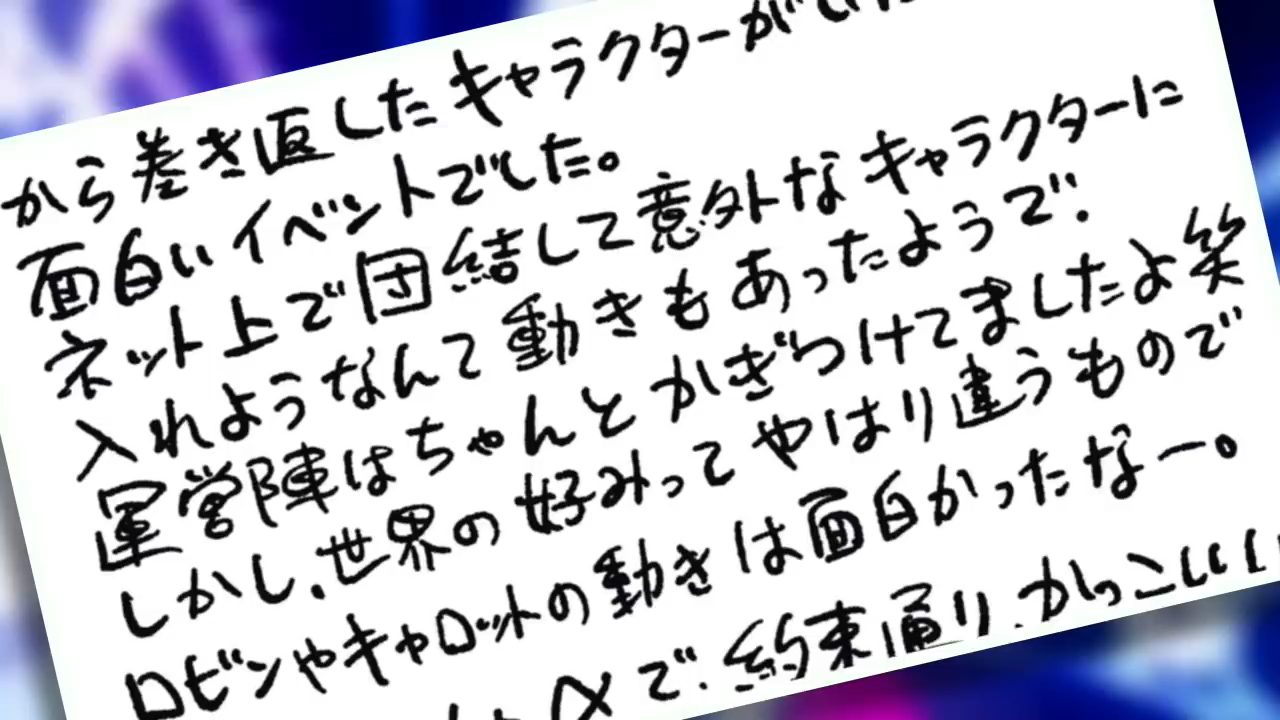 から巻き返したキャラクターがい
面白いイベントでした。
ネット上で団結して意外なキャラクターに
入れようなんて動きもあったようで、
運営陣はちゃんとかぎつけてましたよ笑
しかし、世界の好みってやはり違うもので
ロビンやキャロットの動きは面白かったなー。
で、約束通り、かっこいい